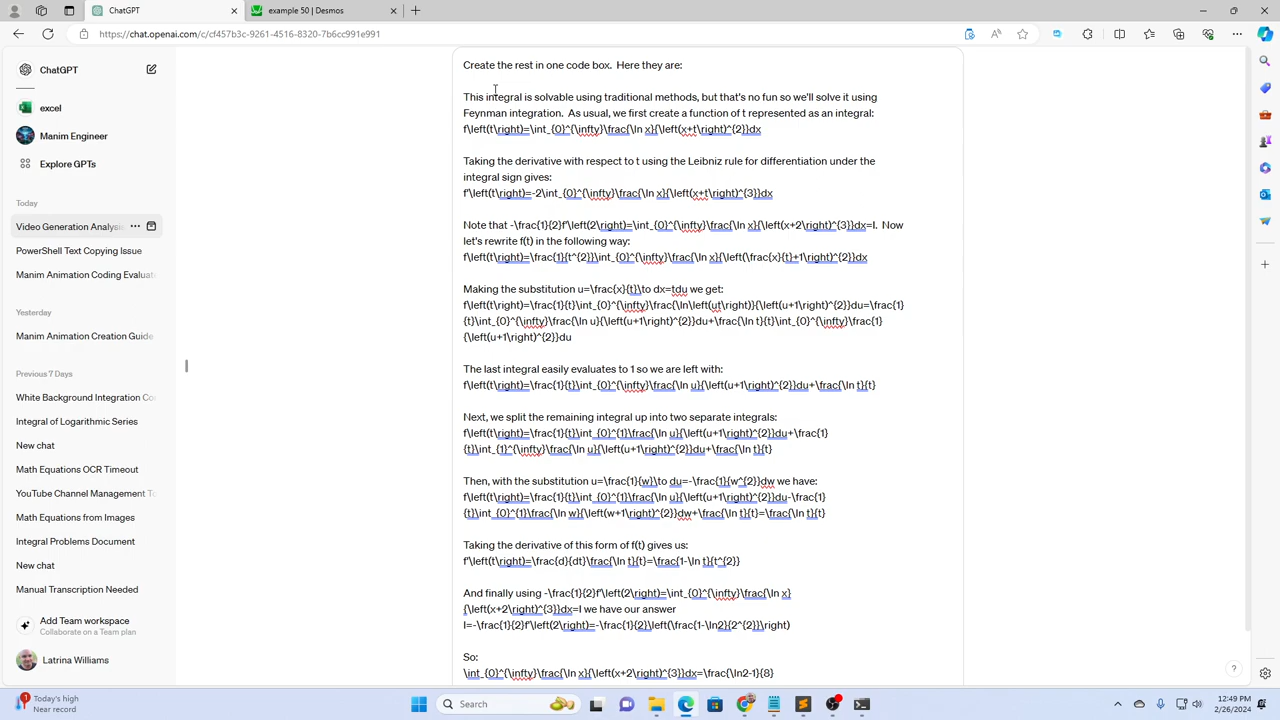 ChatGPT
example 50 | Desmos
https://chat.openai.com/c/cf457b3c-9261-4516-8320-7b6cc991e991
ChatGPT
excel
Manim Engineer
Explore GPTs
Today
Video Generation Analysis
PowerShell Text Copying Issue
Manim Animation Coding Evaluati
Yesterday
Manim Animation Creation Guide
Previous 7 Days
White Background Integration Co
Integral of Logarithmic Series
New chat
Math Equations OCR Timeout
YouTube Channel Management To
Math Equations from Images
Integral Problems Document
New chat
Manual Transcription Needed
Add Team workspace
Collaborate on a Team plan
Latrina Williams
Create the rest in one code box.  Here they are:
This integral is solvable using traditional methods, but that's no fun so we'll solve it using
Feynman integration.  As usual, we first create a function of t represented as an integral:
f\left(t\right)=\int_{0}^{\infty}\frac{\ln x}{\left(x+t\right)^{2}}dx
Taking the derivative with respect to t using the Leibniz rule for differentiation under the
integral sign gives:
f'\left(t\right)=-2\int_{0}^{\infty}\frac{\ln x}{\left(x+t\right)^{3}}dx
Note that -\frac{1}{2}f'\left(2\right)=\int_{0}^{\infty}\frac{\ln x}{\left(x+2\right)^{3}}dx=I.  Now
let's rewrite f(t) in the following way:
f\left(t\right)=\frac{1}{t^{2}}\int_{0}^{\infty}\frac{\ln x}{\left(\frac{x}{t}+1\right)^{2}}dx
Making the substitution u=\frac{x}{t}\to dx=tdu we get:
f\left(t\right)=\frac{1}{t}\int_{0}^{\infty}\frac{\ln\left(ut\right)}{\left(u+1\right)^{2}}du=\frac{1}
{t}\int_{0}^{\infty}\frac{\ln u}{\left(u+1\right)^{2}}du+\frac{\ln t}{t}\int_{0}^{\infty}\frac{1}
{\left(u+1\right)^{2}}du
The last integral easily evaluates to 1 so we are left with:
f\left(t\right)=\frac{1}{t}\int_{0}^{\infty}\frac{\ln u}{\left(u+1\right)^{2}}du+\frac{\ln t}{t}
Next, we split the remaining integral up into two separate integrals:
f\left(t\right)=\frac{1}{t}\int_{0}^{1}\frac{\ln u}{\left(u+1\right)^{2}}du+\frac{1}
{t}\int_{1}^{\infty}\frac{\ln u}{\left(u+1\right)^{2}}du+\frac{\ln t}{t}
Then, with the substitution u=\frac{1}{w}\to du=-\frac{1}{w^{2}}dw we have:
f\left(t\right)=\frac{1}{t}\int_{0}^{1}\frac{\ln u}{\left(u+1\right)^{2}}du-\frac{1}
{t}\int_{0}^{1}\frac{\ln w}{\left(w+1\right)^{2}}dw+\frac{\ln t}{t}=\frac{\ln t}{t}
Taking the derivative of this form of f(t) gives us:
f'\left(t\right)=\frac{d}{dt}\frac{\ln t}{t}=\frac{1-\ln t}{t^{2}}
And finally using -\frac{1}{2}f'\left(2\right)=\int_{0}^{\infty}\frac{\ln x}
{\left(x+2\right)^{3}}dx=I we have our answer
I=-\frac{1}{2}f'\left(2\right)=-\frac{1}{2}\left(\frac{1-\ln2}{2^{2}}\right)
So:
\int_{0}^{\infty}\frac{\ln x}{\left(x+2\right)^{3}}dx=\frac{\ln2-1}{8}
?
Today's high
Near record
Search
12:49 PM
2/26/2024